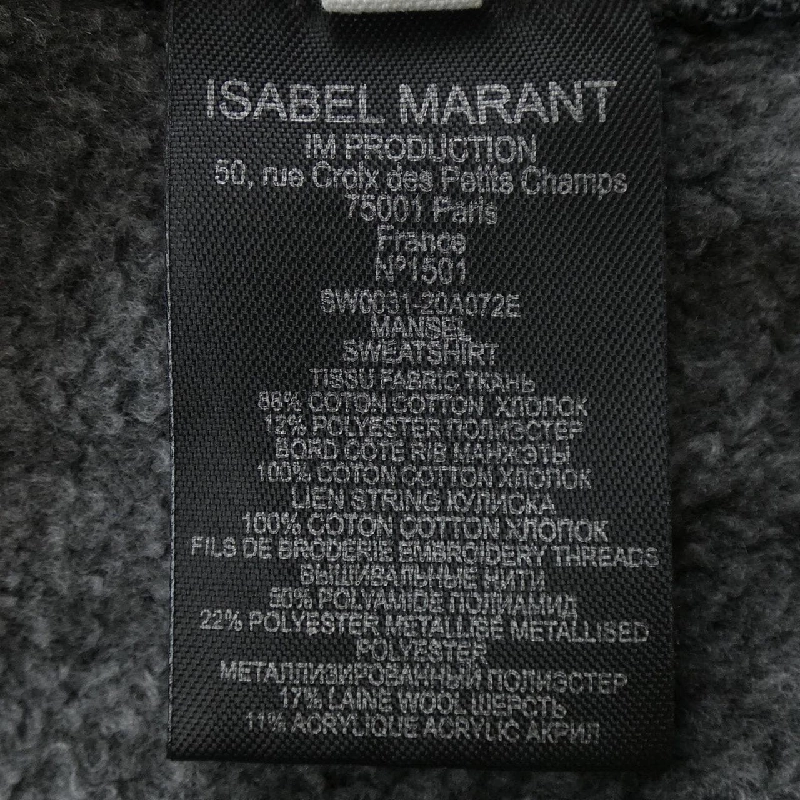 ISABEL MARANT
IM PRODUCTION
50, rue Croix des Petits Champs
75001 Paris
France
Nº1501
SW0031-20A072E
MANSEL
SWEATSHIRT
TISSU FABRIC ТКАНЬ
88% COTON COTTON ХЛОПОК
12% POLYESTER ПОЛИЭСТЕР
BORD COTE RIB МАНЖЕТЫ
100% COTON COTTON ХЛОПОК
LIEN STRING КУЛИСКА
100% COTON COTTON ХЛОПОК
FILS DE BRODERIE EMBROIDERY THREADS
ВЫШИВАЛЬНЫЕ НИТИ
50% POLYAMIDE ПОЛИАМИД
22% POLYESTER METALLISE METALLISED
POLYESTER
МЕТАЛЛИЗИРОВАННЫЙ ПОЛИЭСТЕР
17% LAINE WOOL ШЕРСТЬ
11% ACRYLIQUE ACRYLIC АКРИЛ